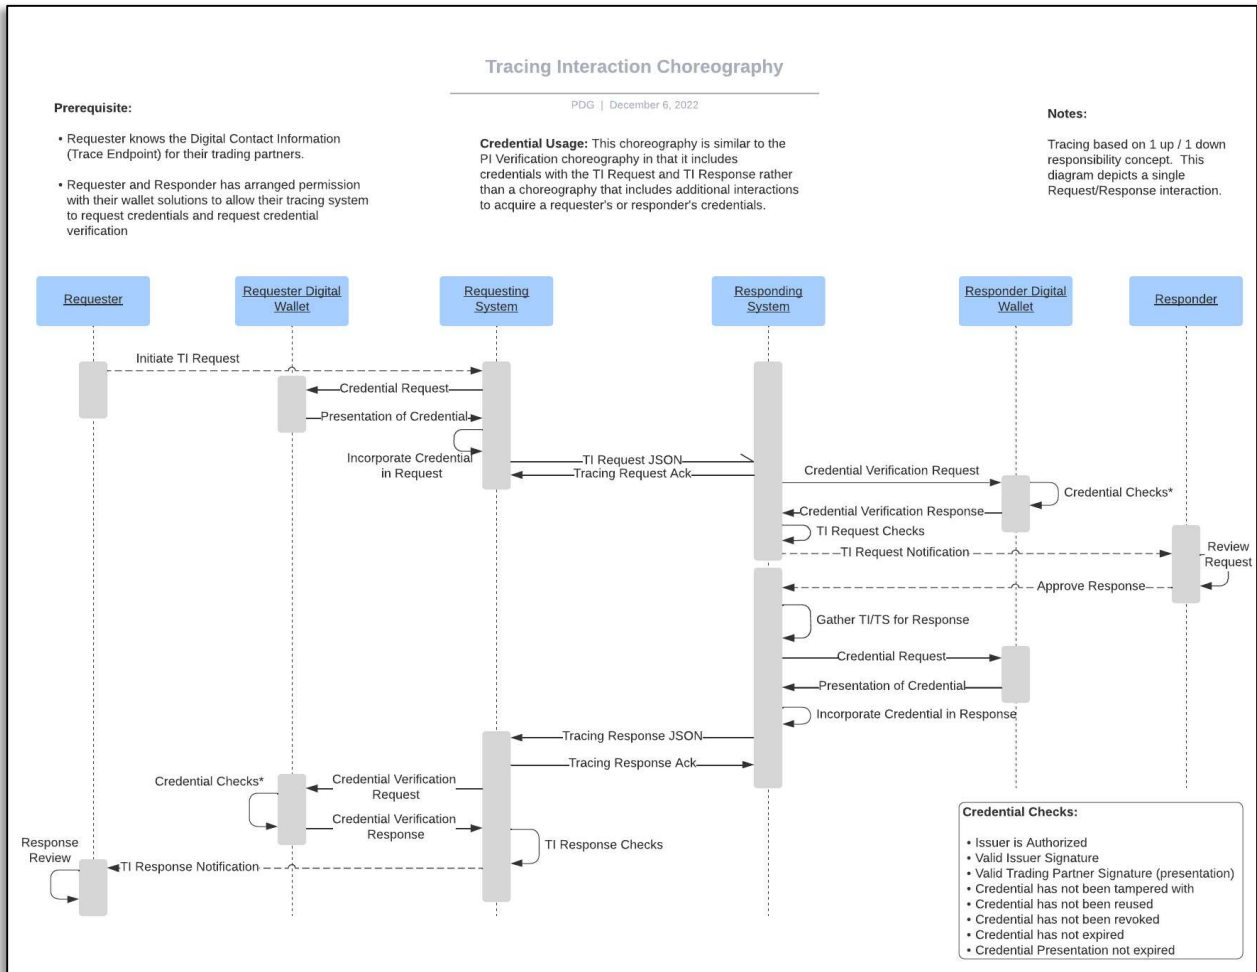 Tracing Interaction Choreography
PDG | December 6, 2022
Prerequisite:
• Requester knows the Digital Contact Information
(Trace Endpoint) for their trading partners.
• Requester and Responder has arranged permission
with their wallet solutions to allow their tracing system
to request credentials and request credential
verification
Credential Usage: This choreography is similar to the
PI Verification choreography in that it includes
credentials with the TI Request and TI Response rather
than a choreography that includes additional interactions
to acquire a requester's or responder's credentials.
Notes:
Tracing based on 1 up / 1 down
responsibility concept. This
diagram depicts a single
Request/Response interaction.
Requester
Requester Digital
Wallet
Requesting
System
Responding
System
Responder Digital
Wallet
Responder
Initiate TI Request
Credential Request
Presentation of Credential
Incorporate Credential
in Request
TI Request JSON
Tracing Request Ack
Credential Verification Request
Credential Checks*
Credential Verification Response
TI Request Checks
TI Request Notification
Review
Request
Approve Response
Gather TI/TS for Response
Credential Request
Presentation of Credential
Incorporate Credential in Response
Tracing Response JSON
Tracing Response Ack
Credential Verification
Request
Credential Checks*
Credential Verification
Response
TI Response Checks
Response
Review
TI Response Notification
Credential Checks:
• Issuer is Authorized
• Valid Issuer Signature
• Valid Trading Partner Signature (presentation)
• Credential has not been tampered with
• Credential has not been reused
• Credential has not been revoked
• Credential has not expired
• Credential Presentation not expired